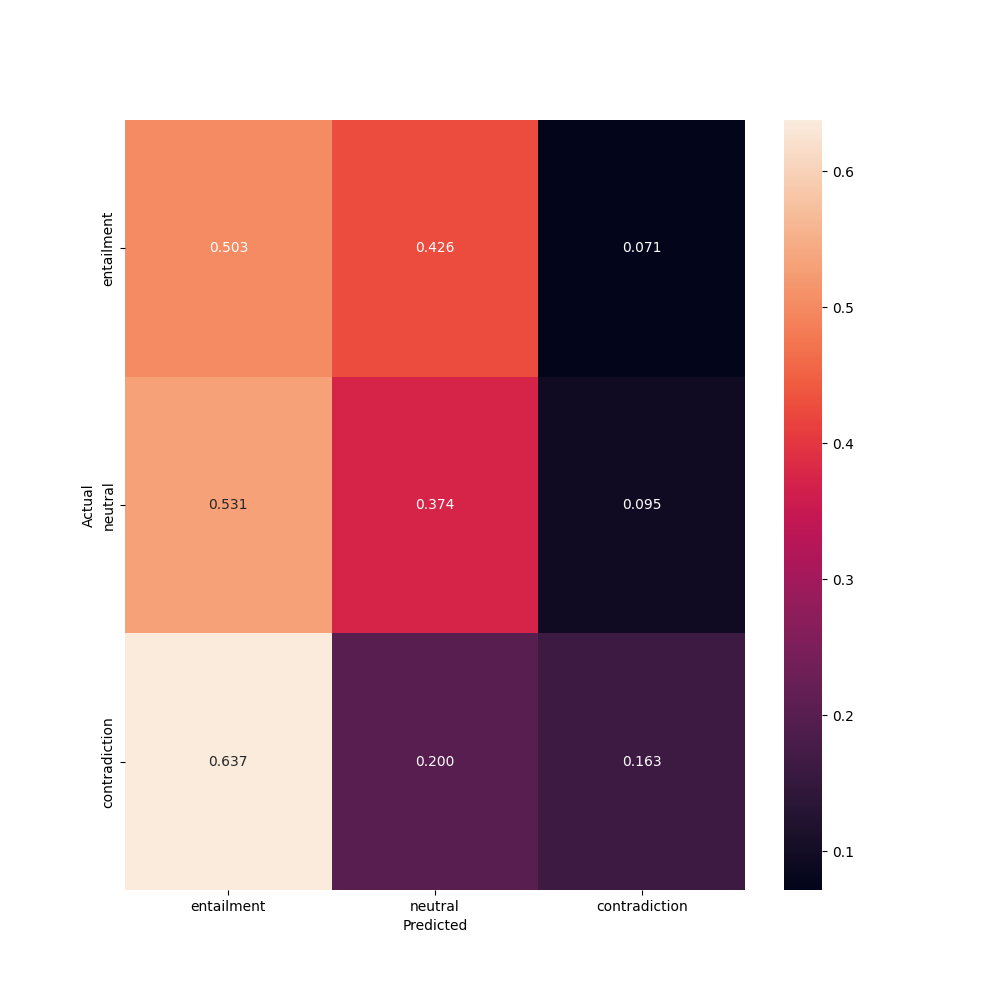 entailment
0.503 0.426 0.071
0.6
0.5
Actual
neutral
0.531 0.374 0.095
0.4
0.3
contradiction
0.637 0.200 0.163
0.2
0.1
entailment neutral contradiction
Predicted